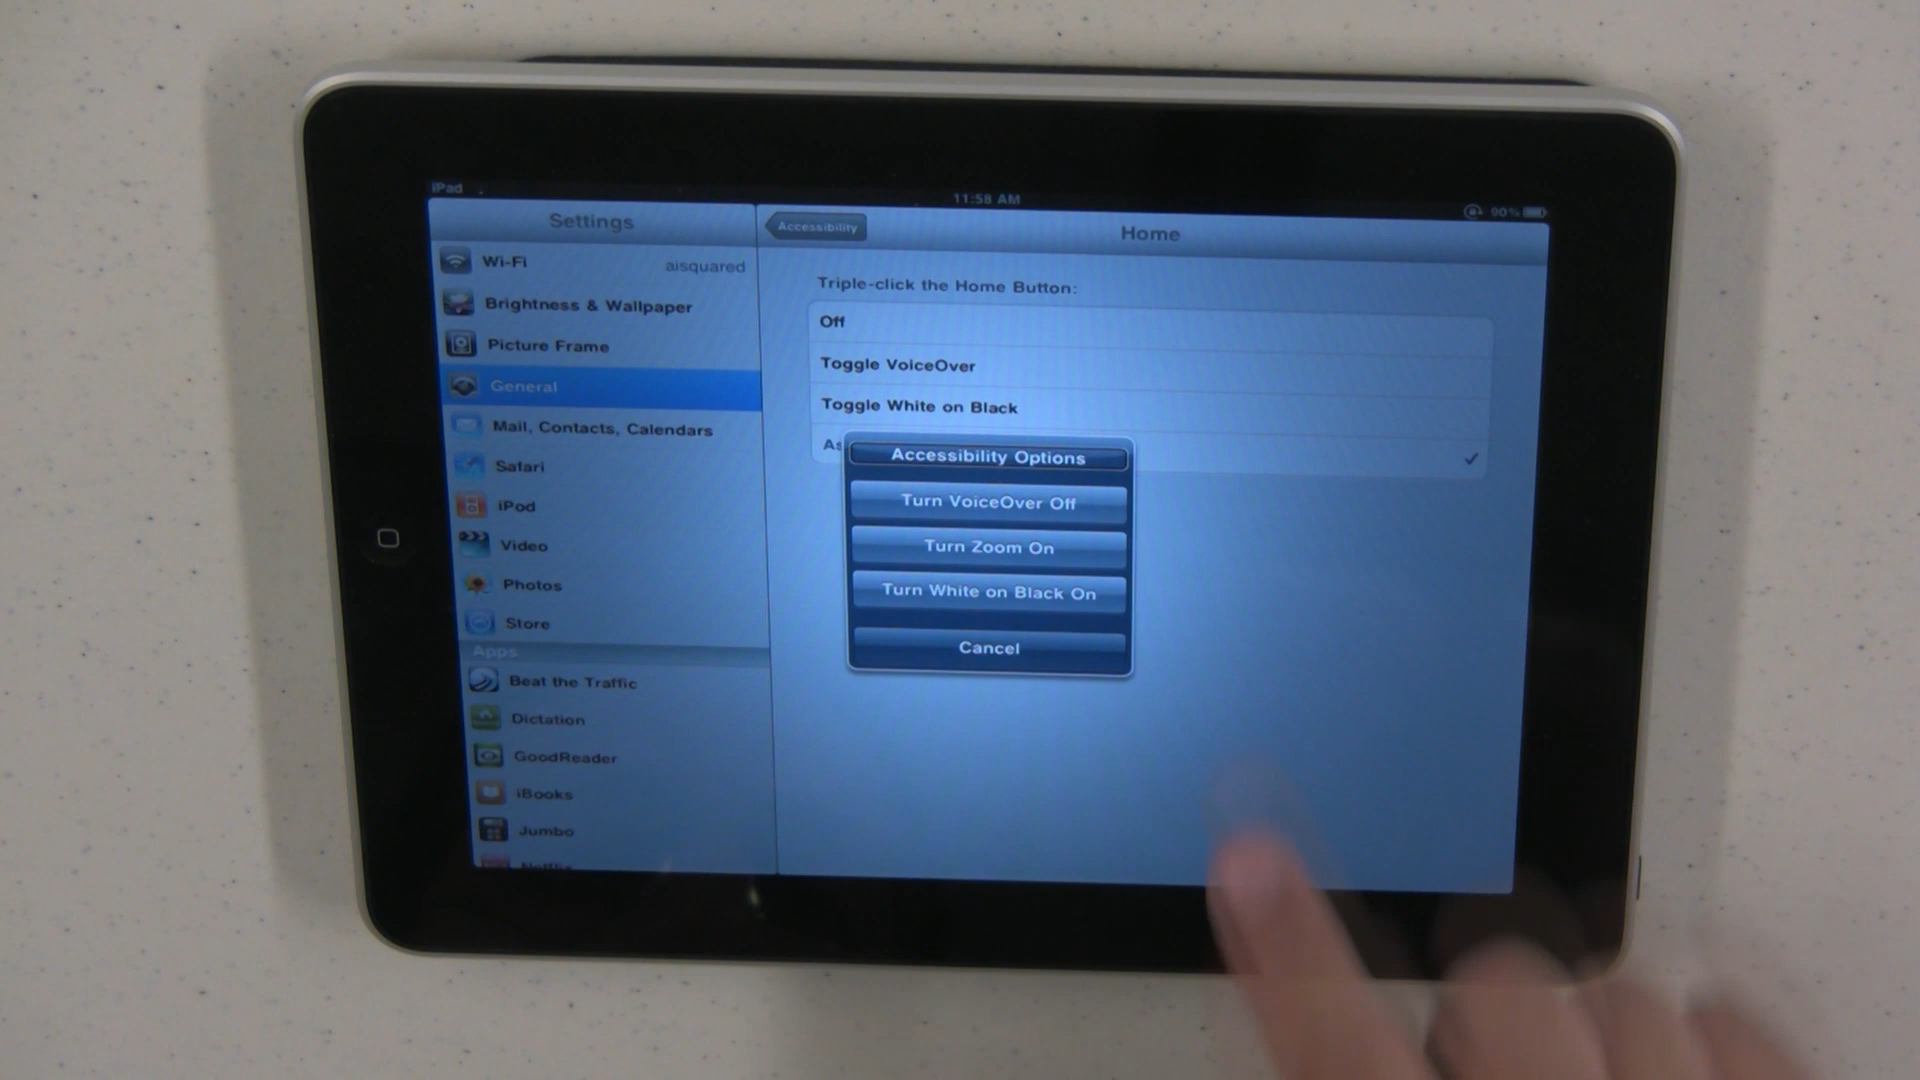 iPad
11:58 AM
90%
Settings
Accessibility
Home
Wi-Fi
aisquared
Brightness & Wallpaper
Picture Frame
General
Mail, Contacts, Calendars
Safari
iPod
Video
Photos
Store
Apps
Beat the Traffic
Dictation
GoodReader
iBooks
Jumbo
Netflix
Triple-click the Home Button:
Off
Toggle VoiceOver
Toggle White on Black
As
Accessibility Options
Turn VoiceOver Off
Turn Zoom On
Turn White on Black On
Cancel